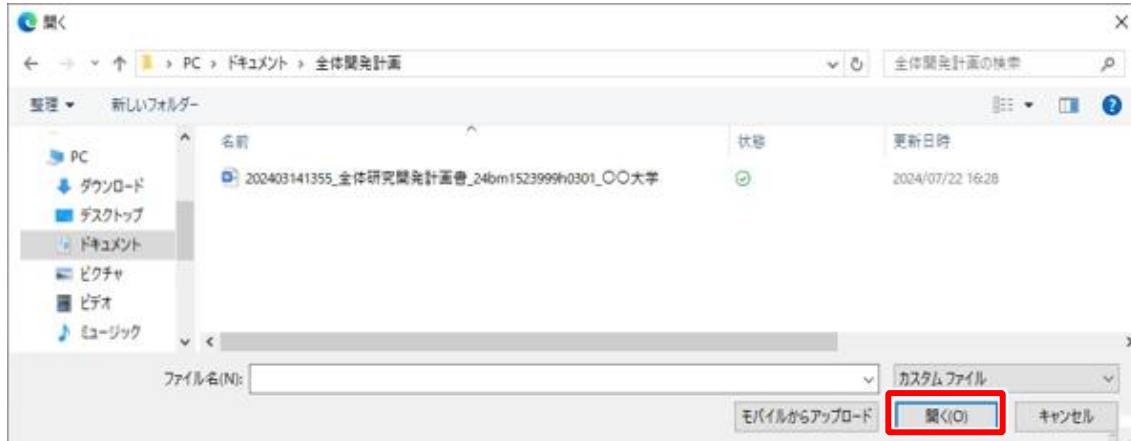 開く
PC › ドキュメント › 全体開発計画
全体開発計画の検索
整理 新しいフォルダー
名前 状態 更新日時
PC
ダウンロード
デスクトップ
ドキュメント
ピクチャ
ビデオ
ミュージック
202403141355_全体研究開発計画書_24bm1523999h0301_〇〇大学 2024/07/22 16:28
ファイル名(N): カスタム ファイル
モバイルからアップロード 開く(O) キャンセル